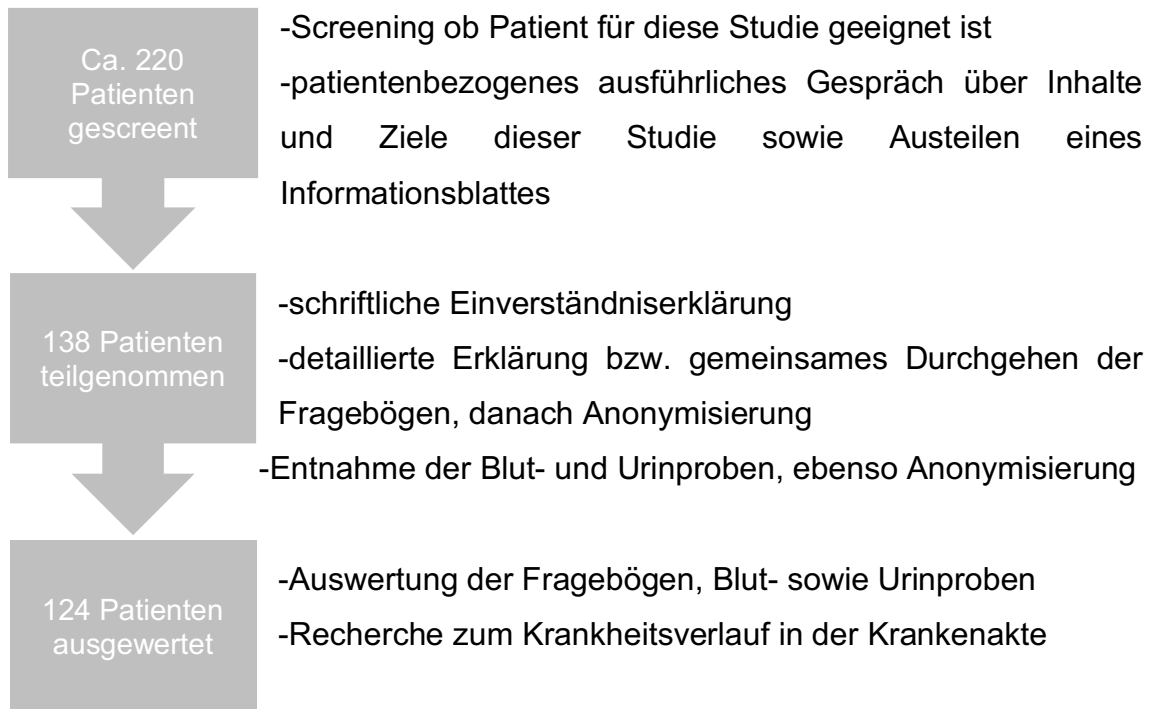 Ca. 220
Patienten
gescreent
-Screening ob Patient für diese Studie geeignet ist
-patientenbezogenes ausführliches Gespräch über Inhalte
und Ziele dieser Studie sowie Austeilen eines
Informationsblattes
138 Patienten
teilgenommen
-schriftliche Einverständniserklärung
-detaillierte Erklärung bzw. gemeinsames Durchgehen der
Fragebögen, danach Anonymisierung
-Entnahme der Blut- und Urinproben, ebenso Anonymisierung
124 Patienten
ausgewertet
-Auswertung der Fragebögen, Blut- sowie Urinproben
-Recherche zum Krankheitsverlauf in der Krankenakte